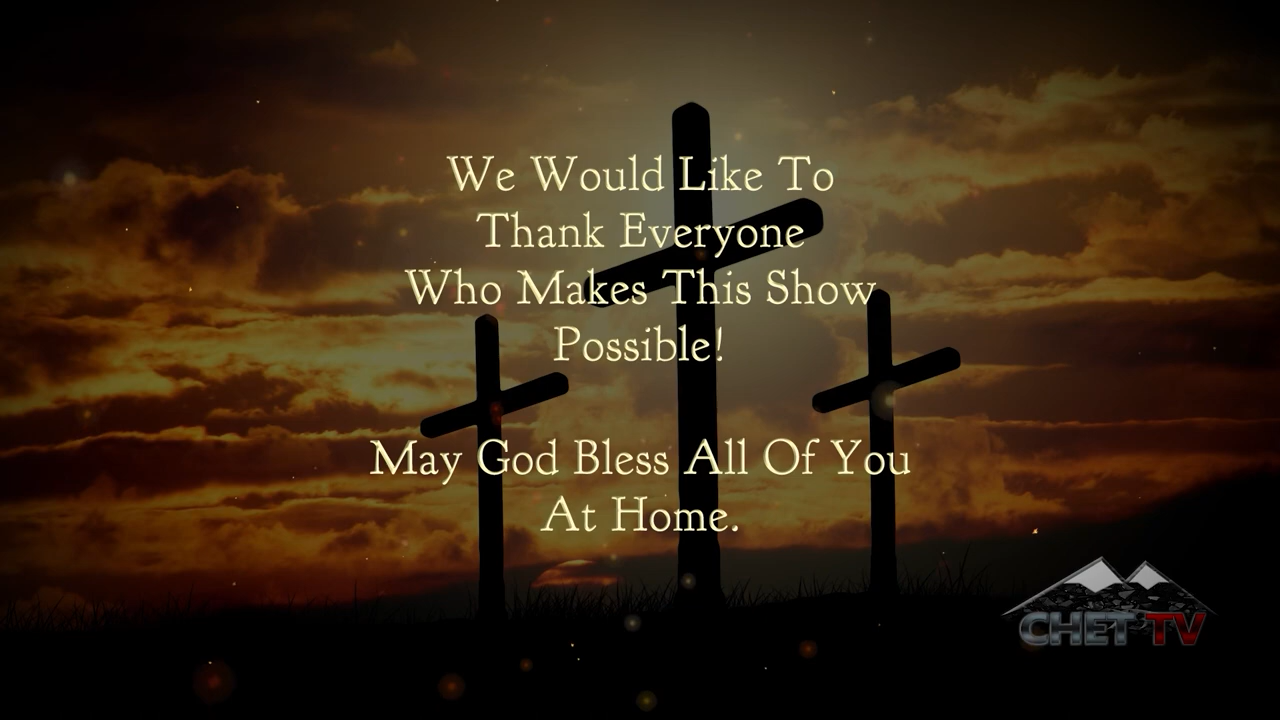 We Would Like To
Thank Everyone
Who Makes This Show
Possible!
May God Bless All Of You
At Home.
CHET TV